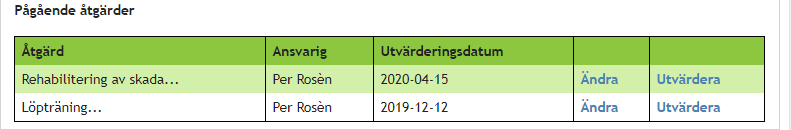 Pågående åtgärder
Åtgärd Ansvarig Utvärderingsdatum
Rehabilitering av skada... Per Rosèn 2020-04-15 Ändra Utvärdera
Löpträning... Per Rosèn 2019-12-12 Ändra Utvärdera